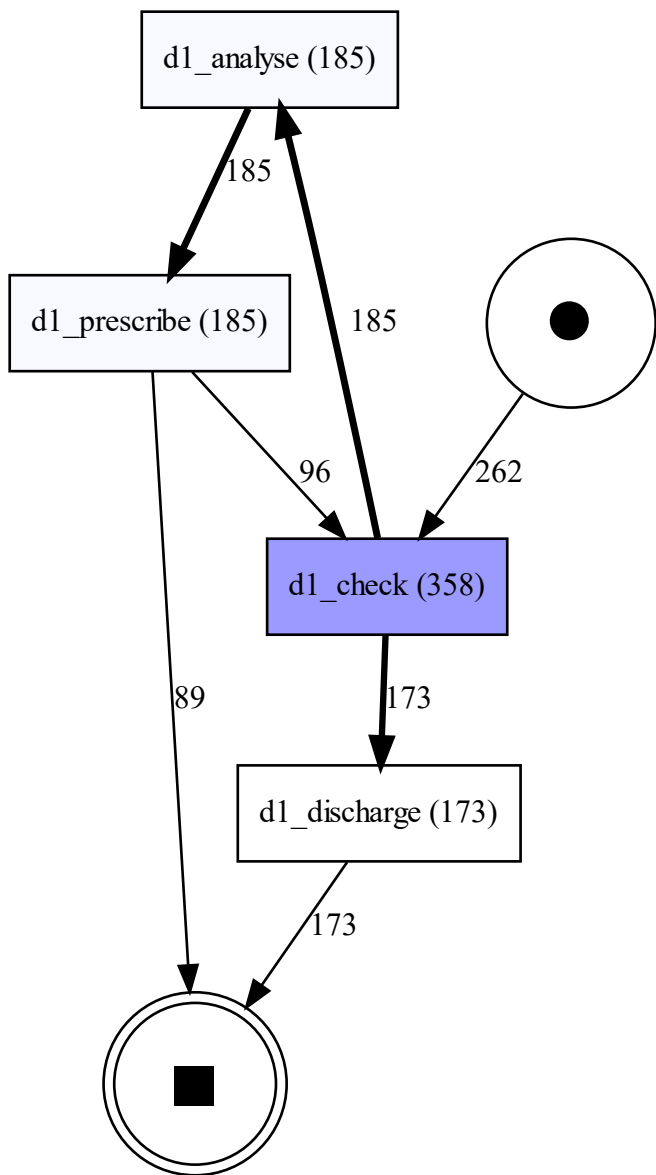 d1_analyse (185)
185
d1_prescribe (185)
185
96
262
d1_check (358)
89
173
d1_discharge (173)
173